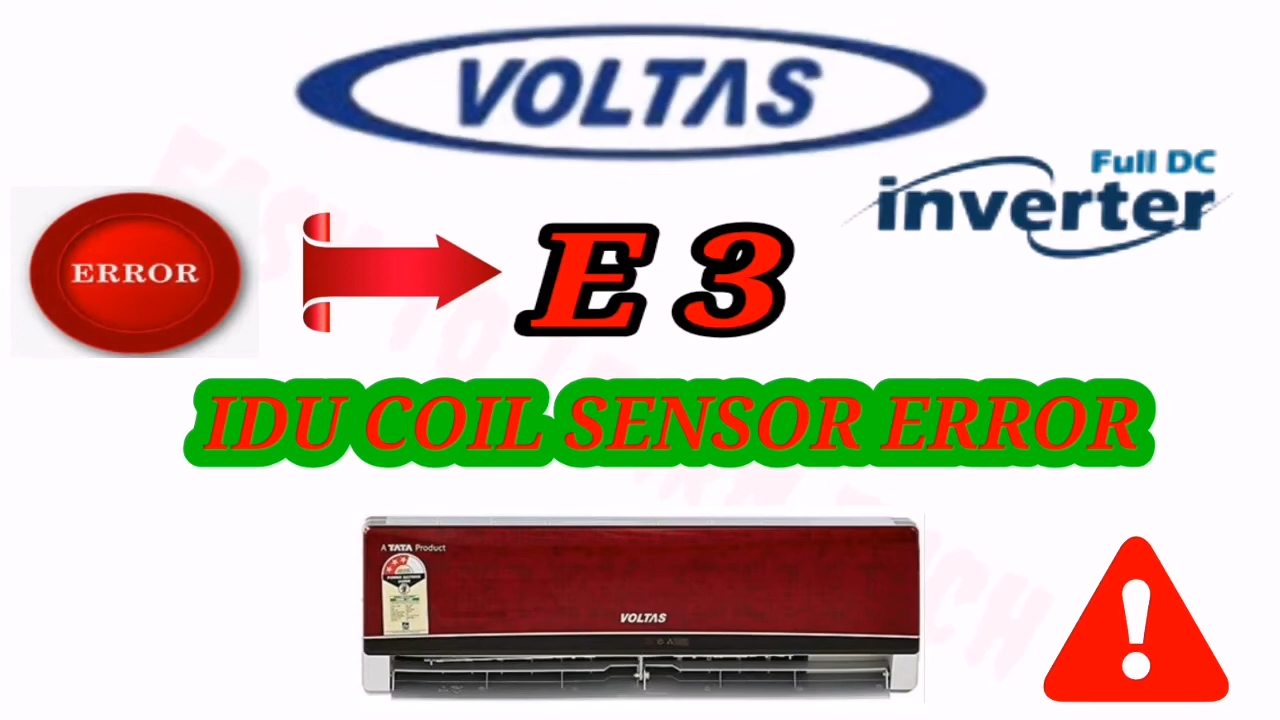 VOLTAS
Full DC
inverter
ERROR
E 3
IDU COIL SENSOR ERROR
A TATA Product
VOLTAS